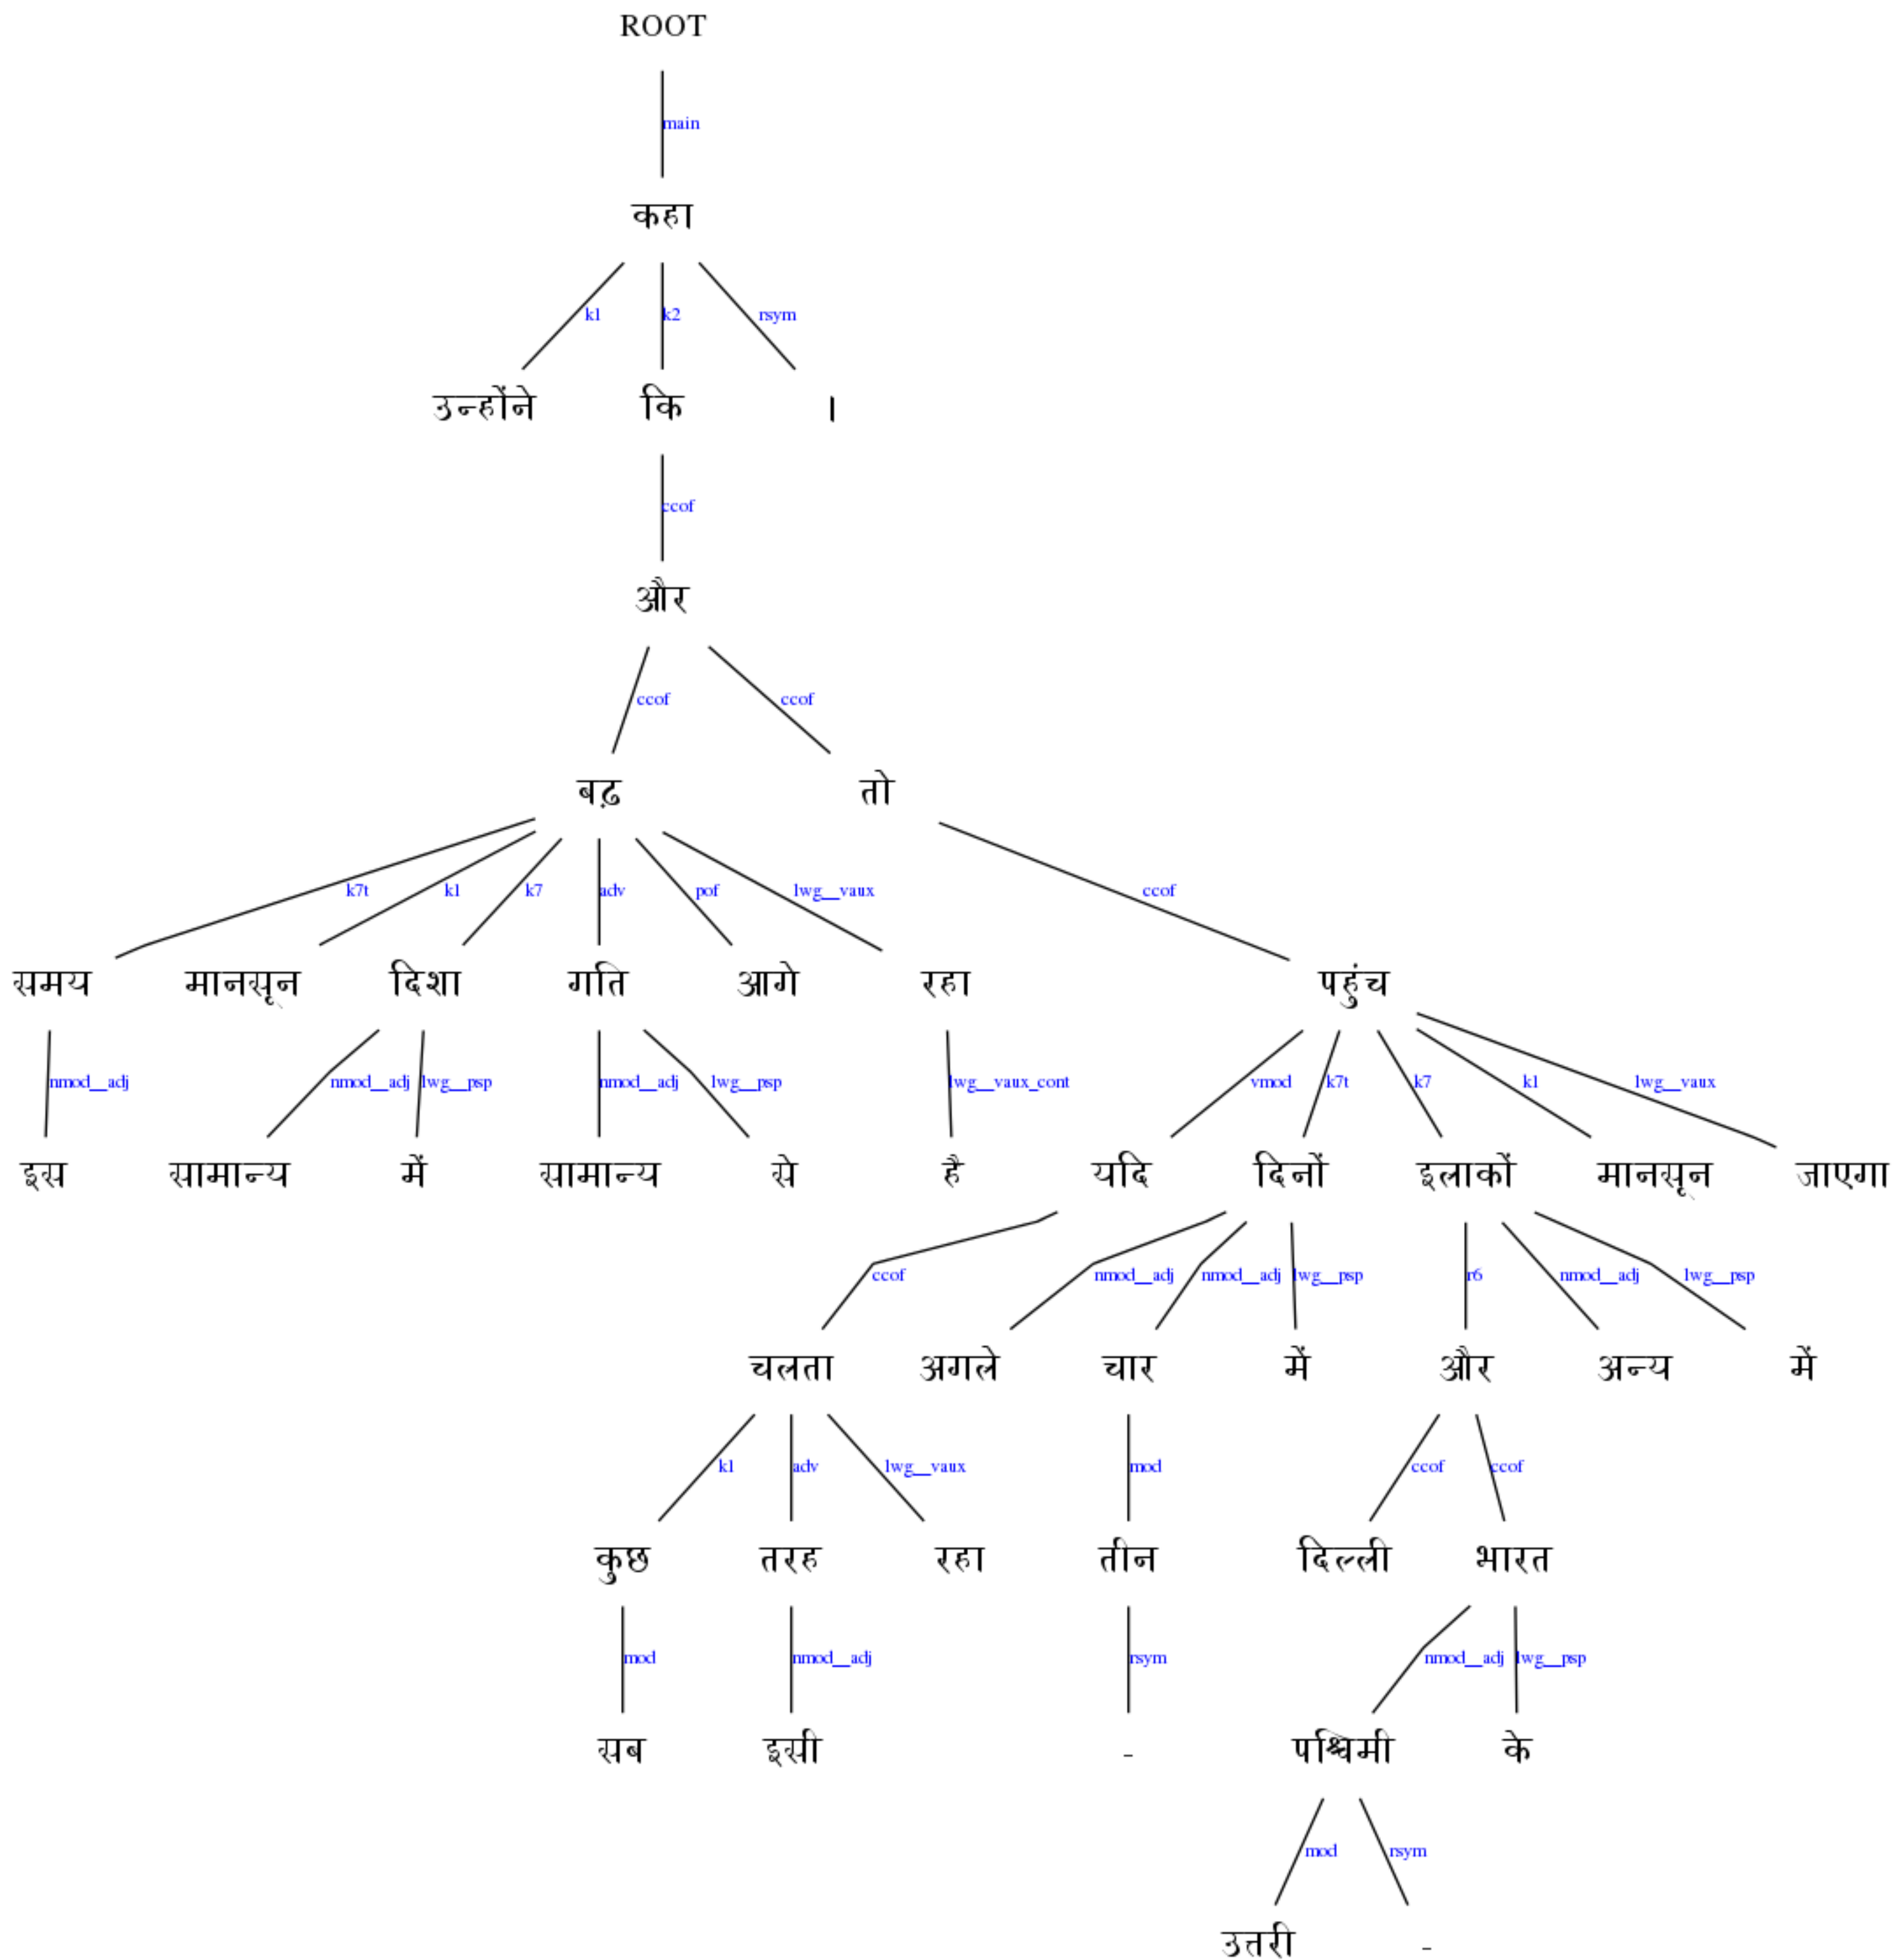 ROOT
main
कहा
k1 k2 rsym
उन्होंने कि ।
ccof
और
ccof ccof
बढ़ तो
k7t k1 k7 adv pof lwg__vaux ccof
समय मानसून दिशा गति आगे रहा पहुंच
nmod__adj nmod__adj lwg__psp nmod__adj lwg__psp lwg__vaux_cont vmod k7t k7 k1 lwg__vaux
इस सामान्य में सामान्य से है यदि दिनों इलाकों मानसून जाएगा
ccof nmod__adj nmod__adj lwg__psp r6 nmod__adj lwg__psp
चलता अगले चार में और अन्य में
k1 adv lwg__vaux mod ccof ccof
कुछ तरह रहा तीन दिल्ली भारत
mod nmod__adj rsym nmod__adj lwg__psp
सब इसी - पश्चिमी के
mod rsym
उत्तरी -